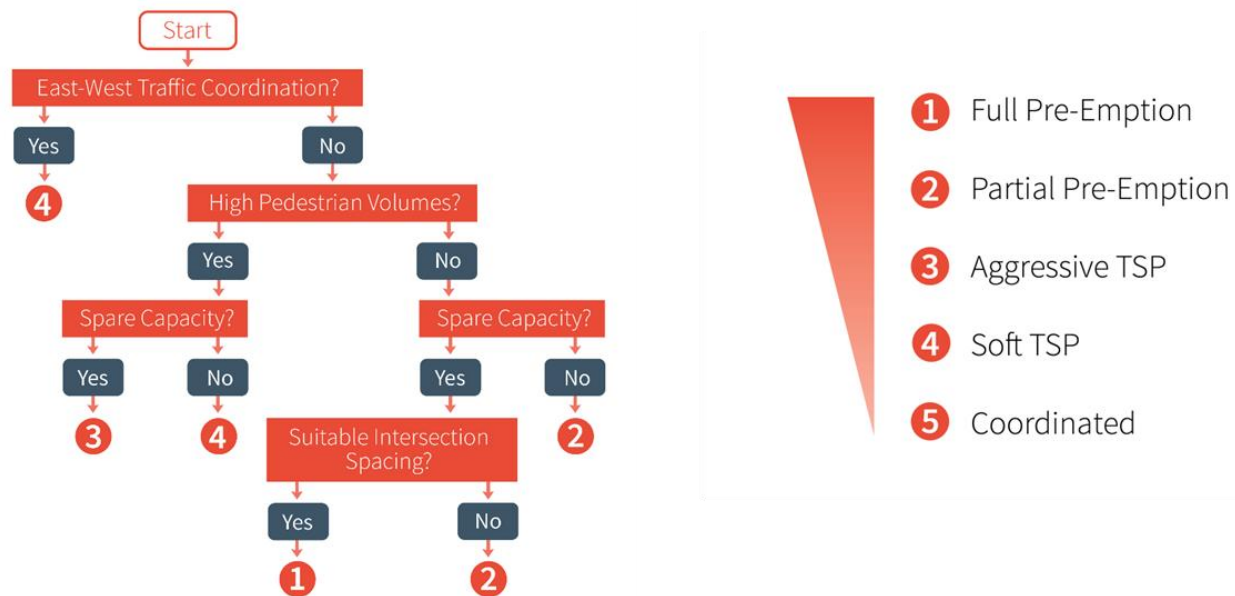 Start
East-West Traffic Coordination?
Yes
No
4
High Pedestrian Volumes?
Yes
No
Spare Capacity?
Spare Capacity?
Yes
No
Yes
No
3
4
2
Suitable Intersection
Spacing?
Yes
No
1
2
1 Full Pre-Emption
2 Partial Pre-Emption
3 Aggressive TSP
4 Soft TSP
5 Coordinated